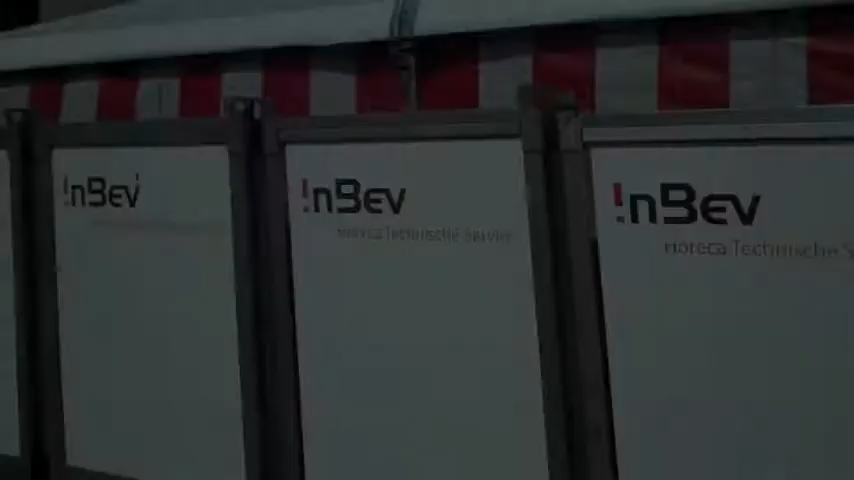 InBev
InBev
Horeca Technische Service
InBev
Horeca Technische S